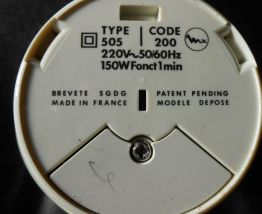 TYPE CODE
505 200
220V~50/60Hz
150W Fonct 1 min
BREVETE SGDG PATENT PENDING
MADE IN FRANCE MODELE DEPOSE